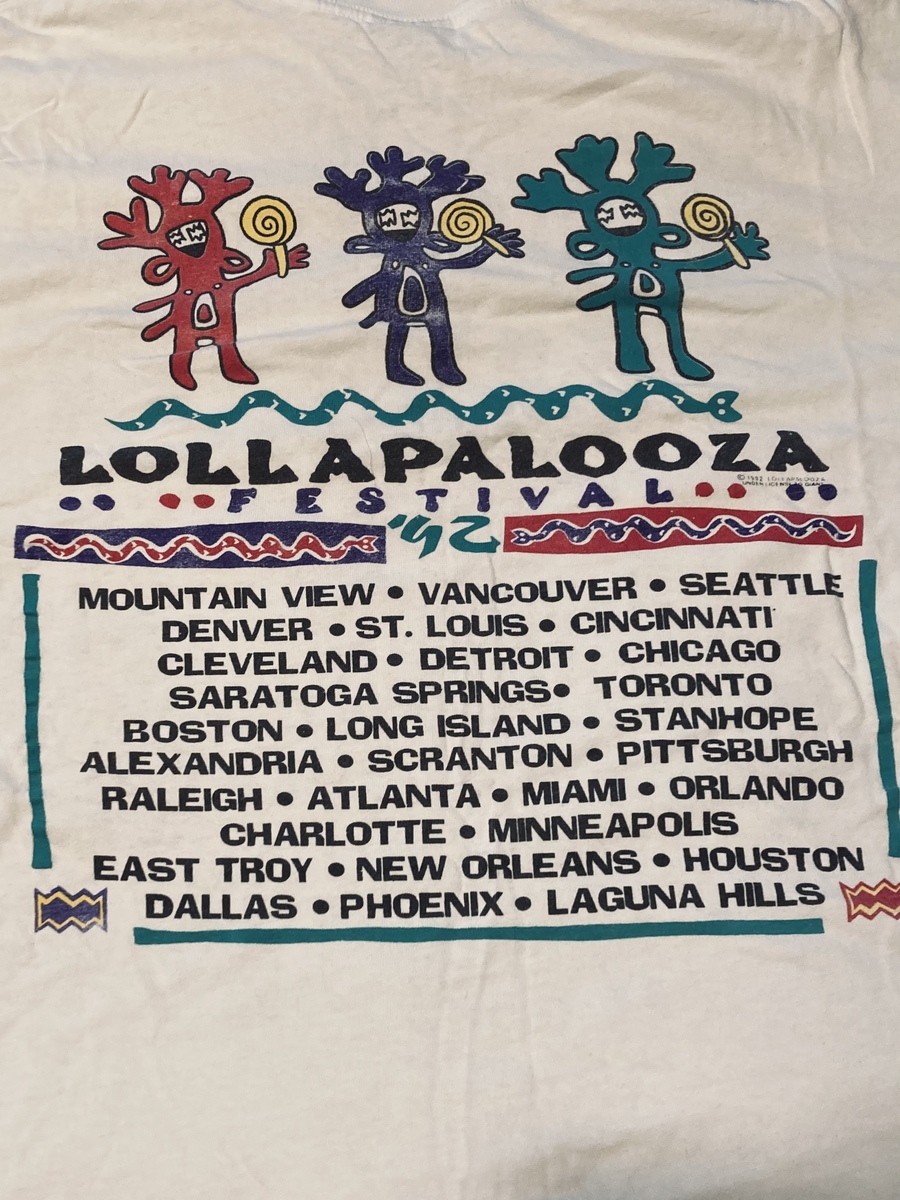 LOLLAPALOOZA
© 1992 LOLLAPALOOZA
FESTIVAL
'92
MOUNTAIN VIEW • VANCOUVER • SEATTLE
DENVER • ST. LOUIS • CINCINNATI
CLEVELAND • DETROIT • CHICAGO
SARATOGA SPRINGS • TORONTO
BOSTON • LONG ISLAND • STANHOPE
ALEXANDRIA • SCRANTON • PITTSBURGH
RALEIGH • ATLANTA • MIAMI • ORLANDO
CHARLOTTE • MINNEAPOLIS
EAST TROY • NEW ORLEANS • HOUSTON
DALLAS • PHOENIX • LAGUNA HILLS